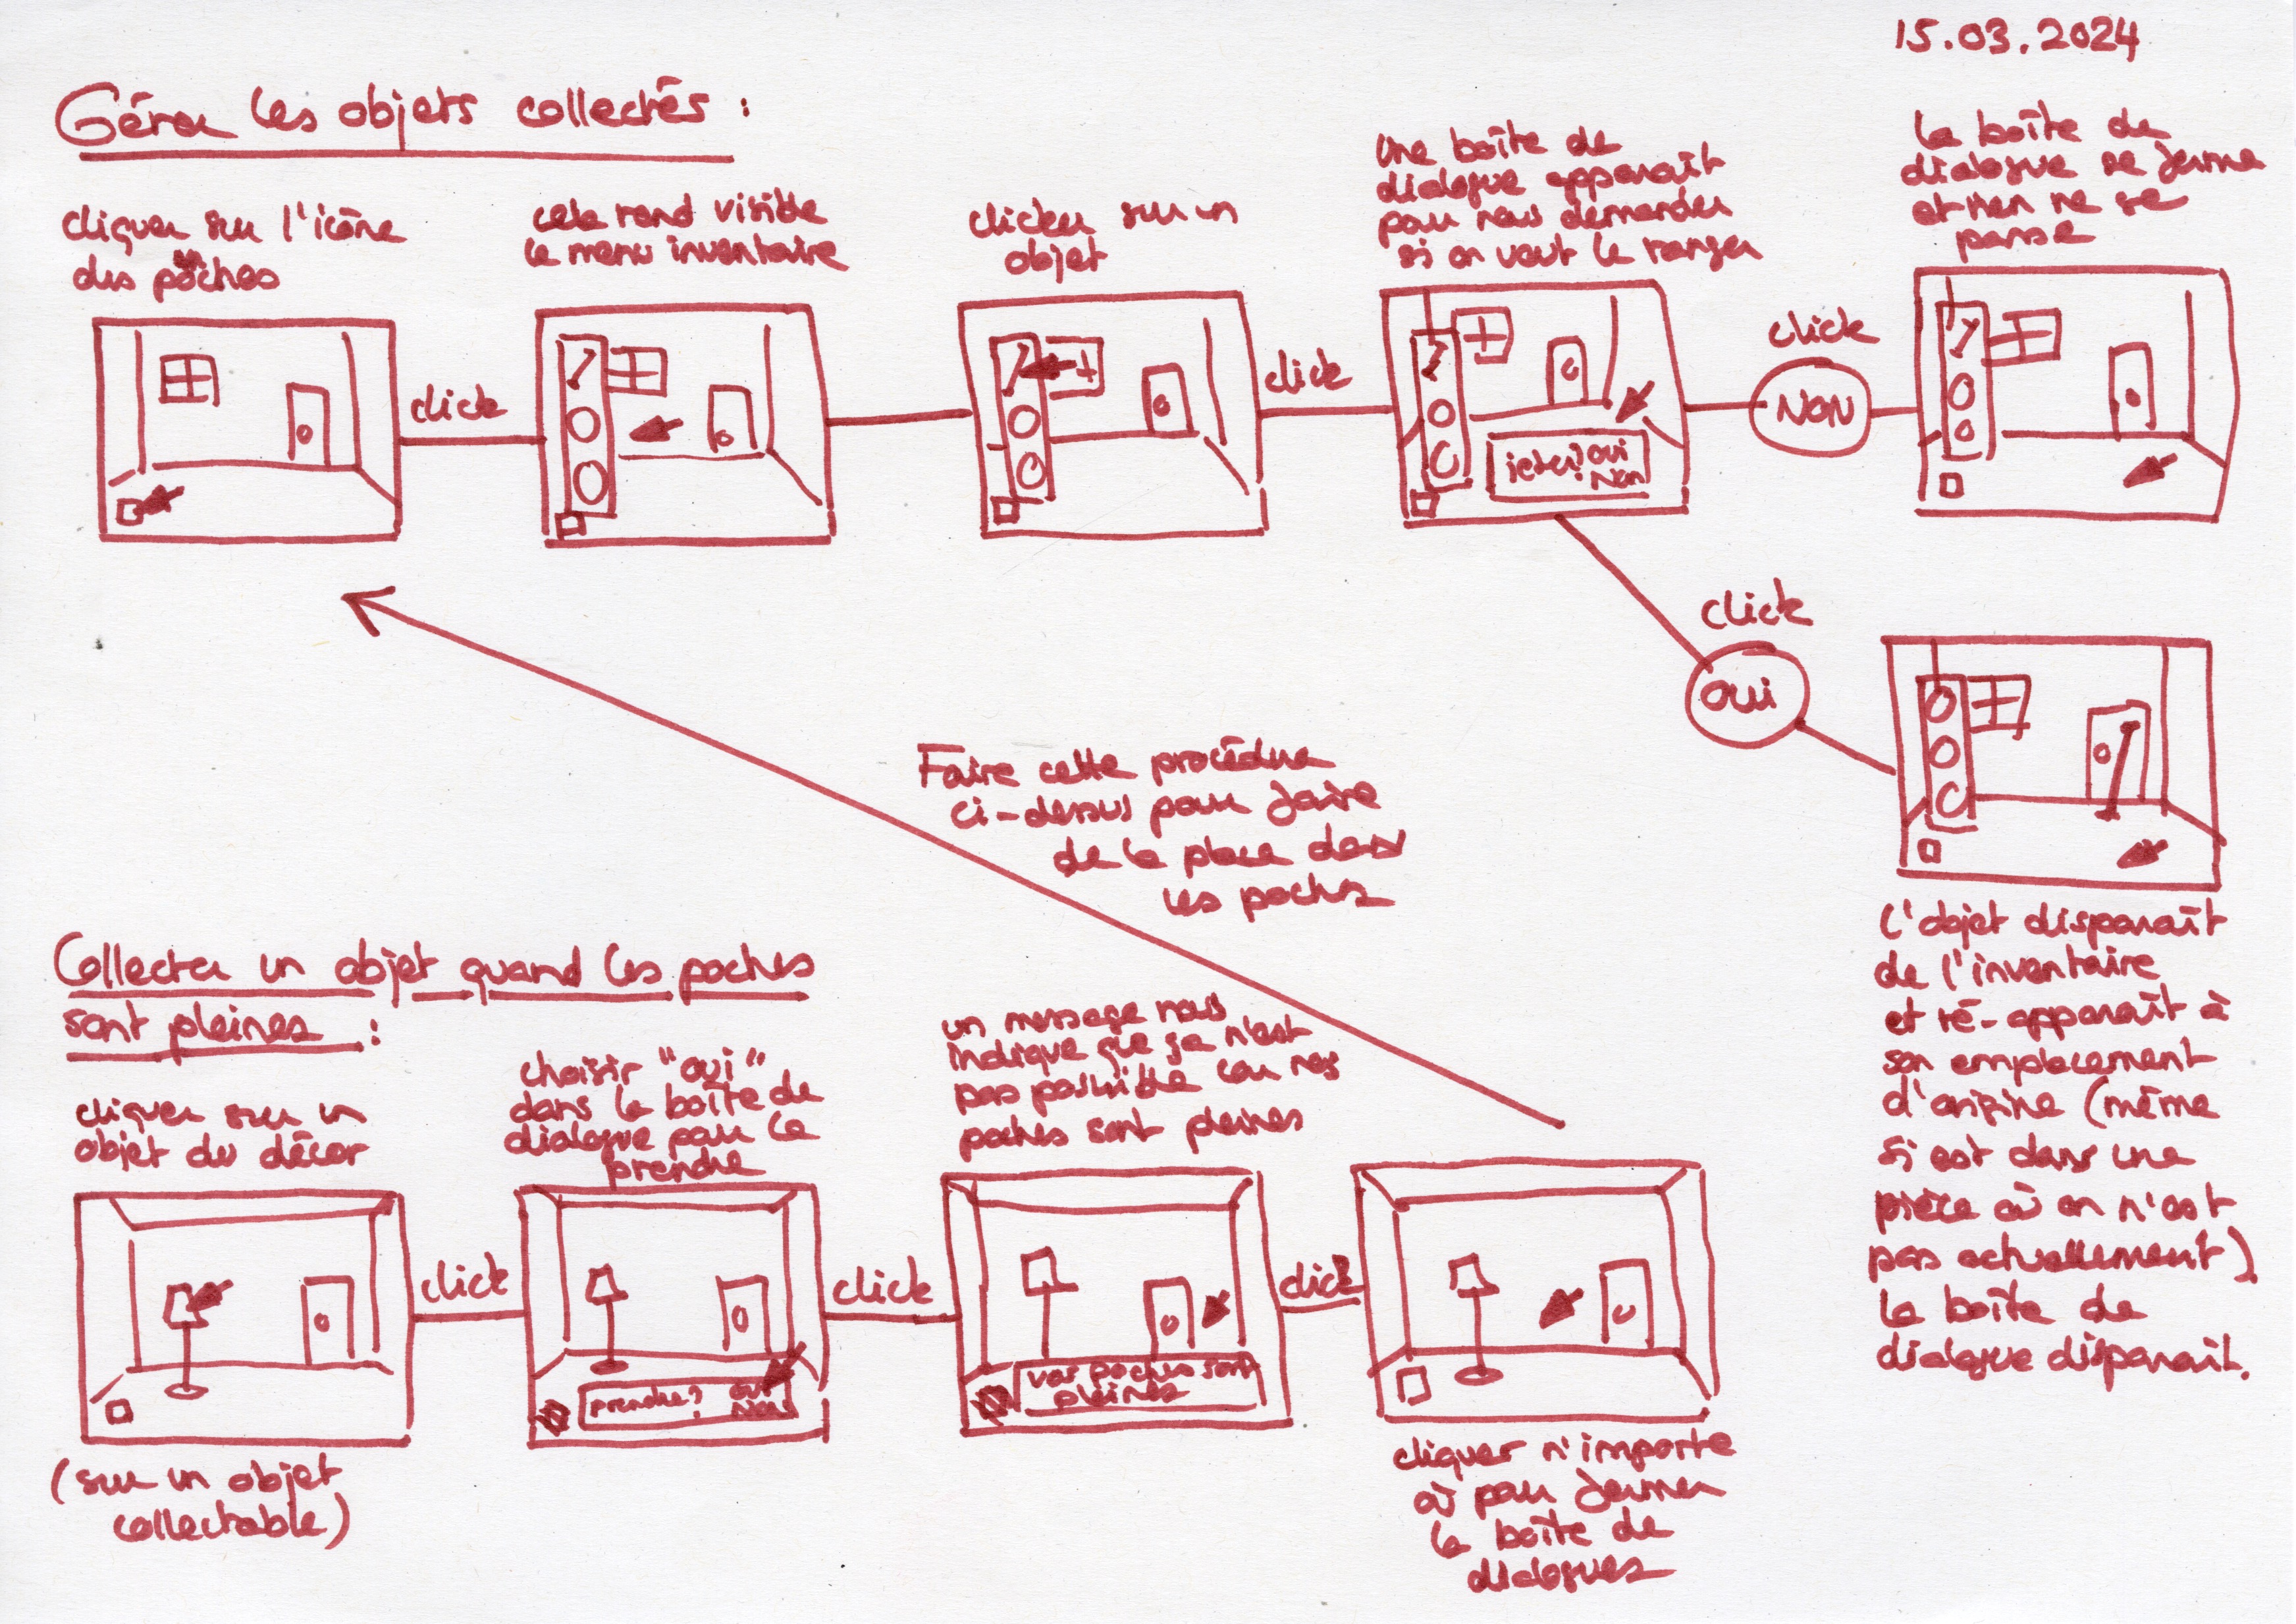 15.03.2024
Gérer les objets collectés :
cliquer sur l'icône
des poches
cela rend visible
le menu inventaire
clicker sur un
objet
Une boîte de
dialogue apparaît
pour nous demander
si on veut le ranger
la boîte de
dialogue se ferme
et rien ne se
passe
click
click
jeter? oui
Non
click
NON
click
OUI
L'objet disparaît
de l'inventaire
et ré-apparaît à
son emplacement
d'origine (même
si est dans une
pièce où on n'est
pas actuellement)
la boîte de
dialogue disparait.
Faire cette procédure
ci-dessus pour faire
de la place dans
les poches
Collecter un objet quand les poches
sont pleines :
cliquer sur un
objet du décor
(sur un objet
collectable)
click
choisir "oui"
dans la boîte de
dialogue pour le
prendre
prendre? oui
Non
click
un message nous
indique que ça n'est
pas possible car nos
poches sont pleines
vos poches sont
pleines
click
cliquer n'importe
où pour fermer
la boîte de
dialogues